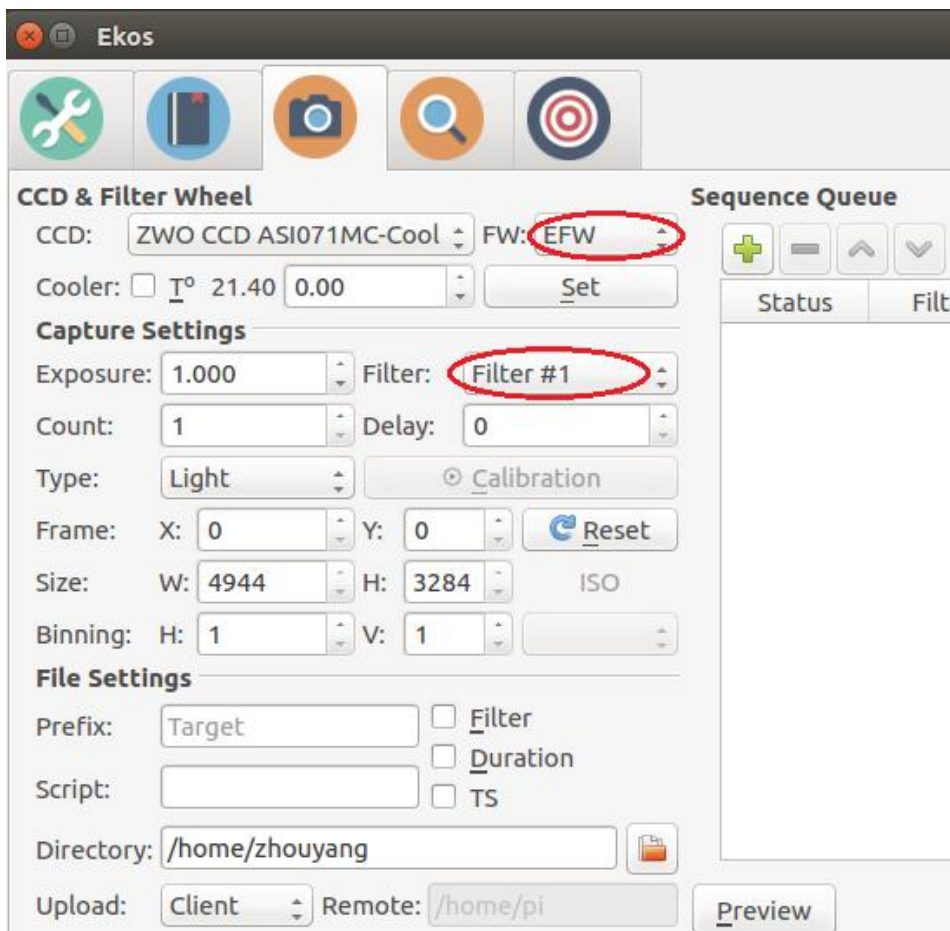 Ekos
CCD & Filter Wheel
CCD: ZWO CCD ASI071MC-Cool FW: EFW
Cooler: T° 21.40 0.00 Set
Capture Settings
Exposure: 1.000 Filter: Filter #1
Count: 1 Delay: 0
Type: Light Calibration
Frame: X: 0 Y: 0 Reset
Size: W: 4944 H: 3284 ISO
Binning: H: 1 V: 1
File Settings
Prefix: Target Filter
Duration
Script: TS
Directory: /home/zhouyang
Upload: Client Remote: /home/pi
Sequence Queue
Status Filt
Preview